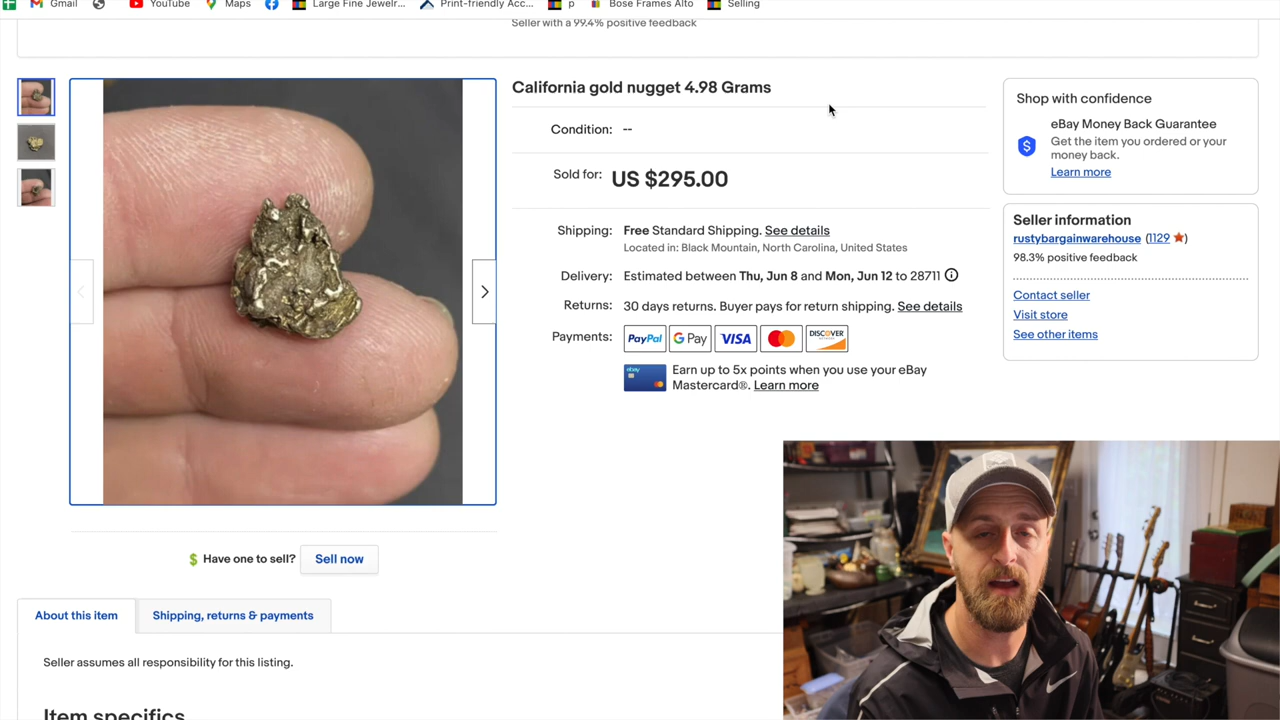 Gmail
YouTube
Maps
Large Fine Jewelr...
Print-friendly Acc...
p
Bose Frames Alto
Selling
Seller with a 99.4% positive feedback
California gold nugget 4.98 Grams
Condition: --
Sold for: US $295.00
Shipping: Free Standard Shipping. See details
Located in: Black Mountain, North Carolina, United States
Delivery: Estimated between Thu, Jun 8 and Mon, Jun 12 to 28711
Returns: 30 days returns. Buyer pays for return shipping. See details
Payments: PayPal G Pay VISA DISCOVER
ebay
Earn up to 5x points when you use your eBay
Mastercard®. Learn more
Shop with confidence
eBay Money Back Guarantee
$
Get the item you ordered or your
money back.
Learn more
Seller information
rustybargainwarehouse (1129)
98.3% positive feedback
Contact seller
Visit store
See other items
$ Have one to sell? Sell now
About this item
Shipping, returns & payments
Seller assumes all responsibility for this listing.
Item specifics